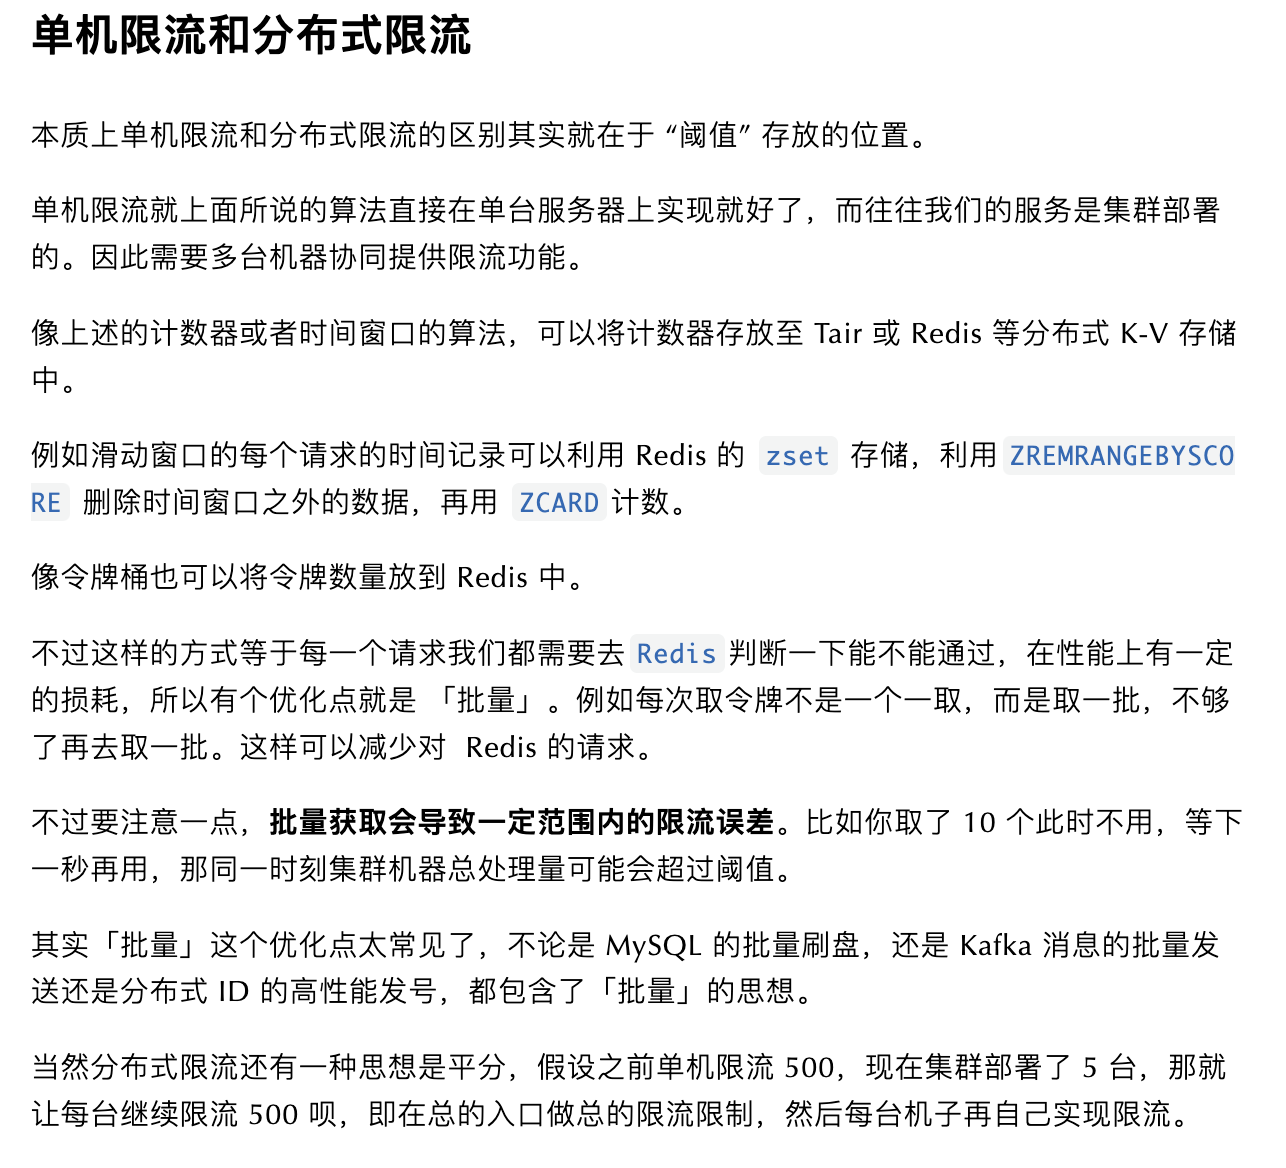 单机限流和分布式限流
本质上单机限流和分布式限流的区别其实就在于 “阈值” 存放的位置。
单机限流就上面所说的算法直接在单台服务器上实现就好了，而往往我们的服务是集群部署
的。因此需要多台机器协同提供限流功能。
像上述的计数器或者时间窗口的算法，可以将计数器存放至 Tair 或 Redis 等分布式 K-V 存储
中。
例如滑动窗口的每个请求的时间记录可以利用 Redis 的 zset 存储，利用 ZREMRANGEBYSCO
RE 删除时间窗口之外的数据，再用 ZCARD 计数。
像令牌桶也可以将令牌数量放到 Redis 中。
不过这样的方式等于每一个请求我们都需要去 Redis 判断一下能不能通过，在性能上有一定
的损耗，所以有个优化点就是 「批量」。例如每次取令牌不是一个一取，而是取一批，不够
了再去取一批。这样可以减少对 Redis 的请求。
不过要注意一点，批量获取会导致一定范围内的限流误差。比如你取了 10 个此时不用，等下
一秒再用，那同一时刻集群机器总处理量可能会超过阈值。
其实「批量」这个优化点太常见了，不论是 MySQL 的批量刷盘，还是 Kafka 消息的批量发
送还是分布式 ID 的高性能发号，都包含了「批量」的思想。
当然分布式限流还有一种思想是平分，假设之前单机限流 500，现在集群部署了 5 台，那就
让每台继续限流 500 呗，即在总的入口做总的限流限制，然后每台机子再自己实现限流。